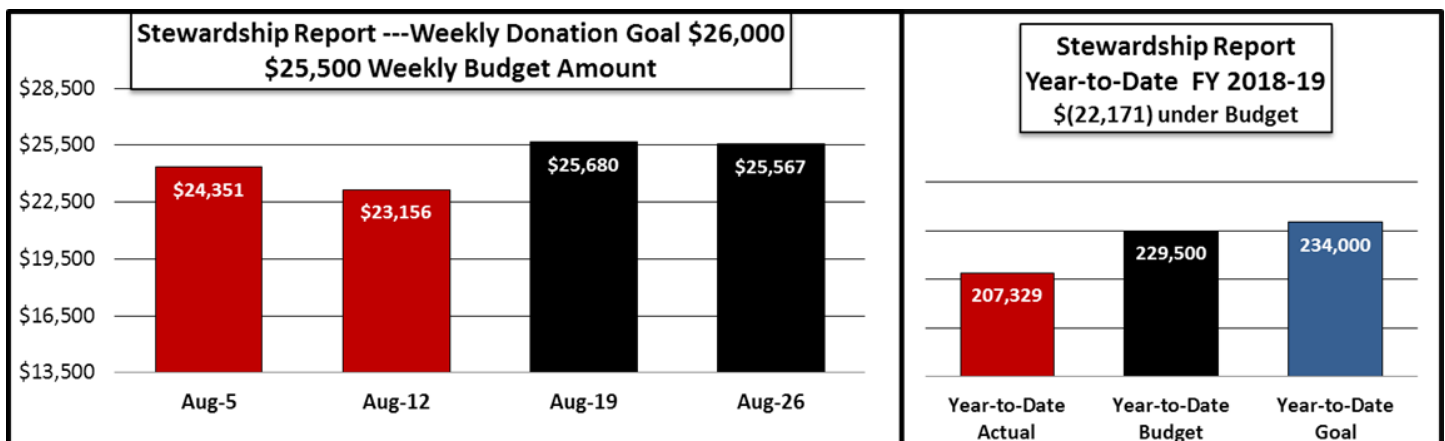 Stewardship Report ---Weekly Donation Goal $26,000
$25,500 Weekly Budget Amount
$28,500
$25,500
$22,500
$19,500
$16,500
$13,500
$24,351
$23,156
$25,680
$25,567
Aug-5
Aug-12
Aug-19
Aug-26
Stewardship Report
Year-to-Date FY 2018-19
$(22,171) under Budget
207,329
229,500
234,000
Year-to-Date
Actual
Year-to-Date
Budget
Year-to-Date
Goal